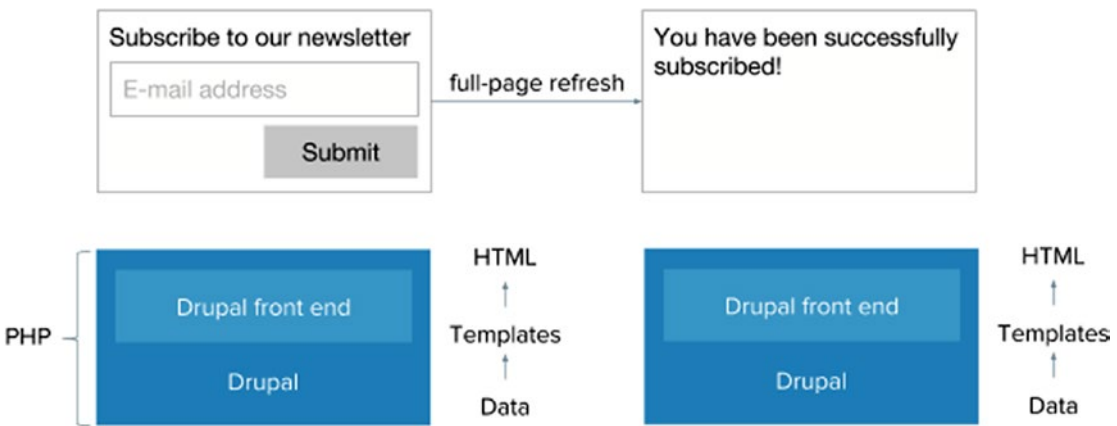 Subscribe to our newsletter
E-mail address
Submit
full-page refresh
You have been successfully
subscribed!
PHP
Drupal front end
Drupal
HTML
Templates
Data
Drupal front end
Drupal
HTML
Templates
Data